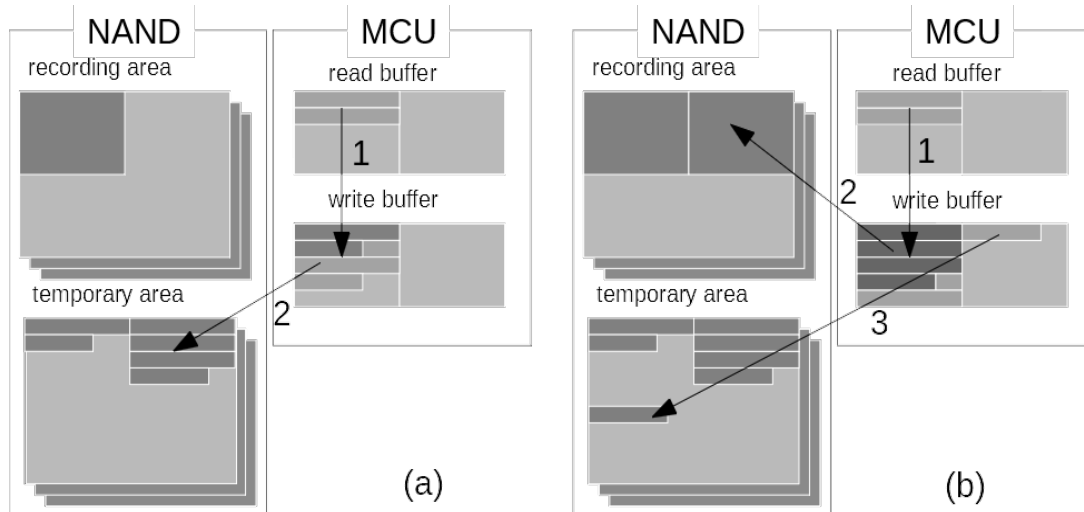 NAND
MCU
recording area
read buffer
1
write buffer
temporary area
2
(a)
NAND
MCU
recording area
read buffer
1
2
write buffer
temporary area
3
(b)